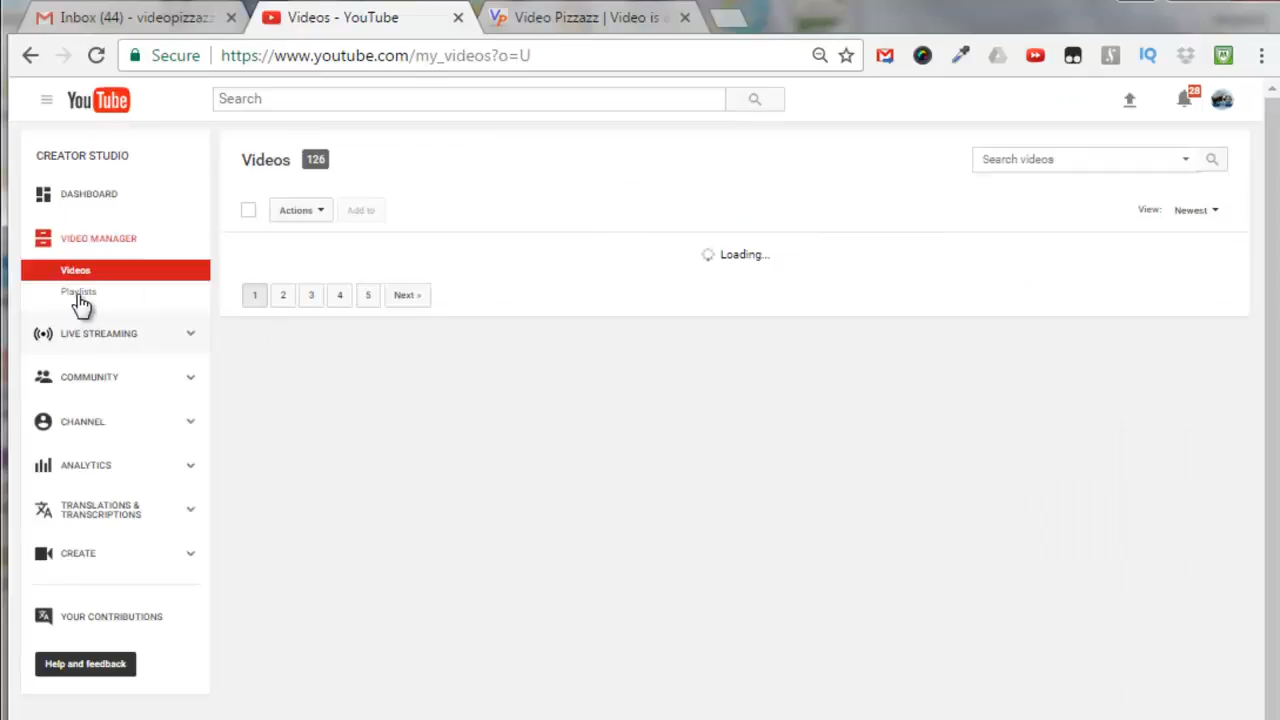 Inbox (44) - videopizzazz
Videos - YouTube
Video Pizzazz | Video is
Secure
https://www.youtube.com/my_videos?o=U
S
IQ
YouTube
Search
28
CREATOR STUDIO
DASHBOARD
VIDEO MANAGER
Videos
Playlists
LIVE STREAMING
COMMUNITY
CHANNEL
ANALYTICS
TRANSLATIONS &
TRANSCRIPTIONS
CREATE
YOUR CONTRIBUTIONS
Help and feedback
Videos 126
Search videos
Actions
Add to
View: Newest
Loading...
1 2 3 4 5 Next »